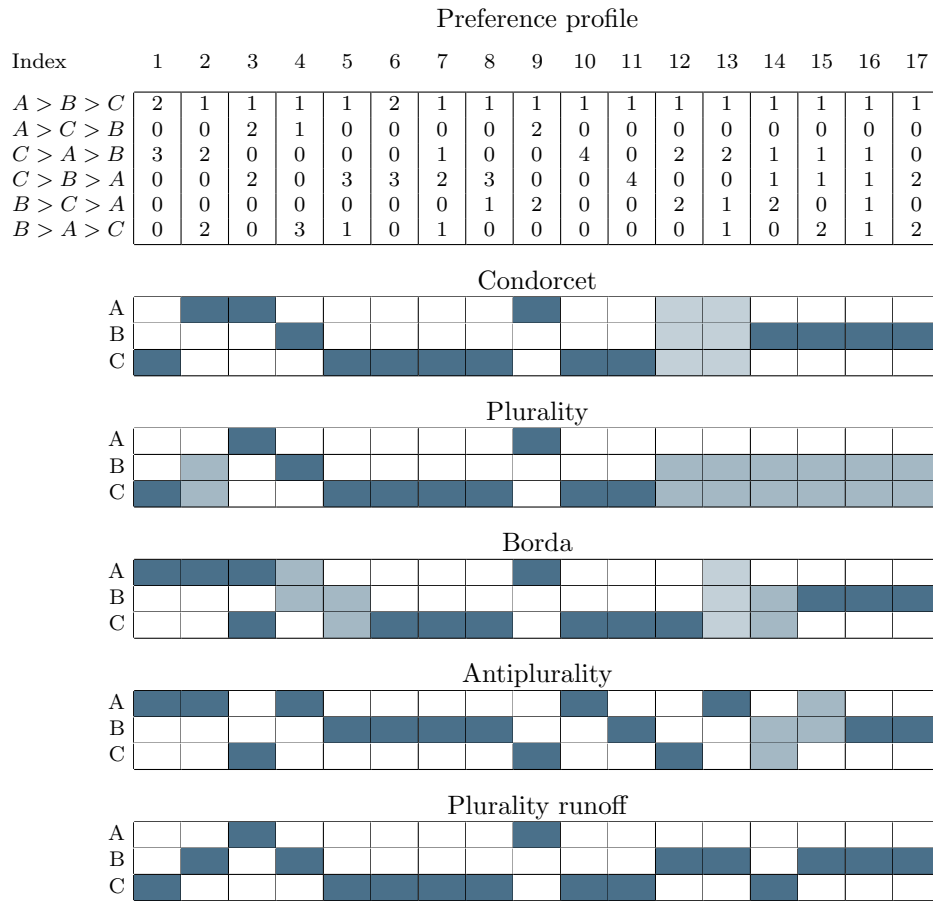 Preference profile
Index 1 2 3 4 5 6 7 8 9 10 11 12 13 14 15 16 17
A > B > C 2 1 1 1 1 2 1 1 1 1 1 1 1 1 1 1 1
A > C > B 0 0 2 1 0 0 0 0 2 0 0 0 0 0 0 0 0
C > A > B 3 2 0 0 0 0 1 0 0 4 0 2 2 1 1 1 0
C > B > A 0 0 2 0 3 3 2 3 0 0 4 0 0 1 1 1 2
B > C > A 0 0 0 0 0 0 0 1 2 0 0 2 1 2 0 1 0
B > A > C 0 2 0 3 1 0 1 0 0 0 0 0 1 0 2 1 2
Condorcet
A
B
C
Plurality
A
B
C
Borda
A
B
C
Antiplurality
A
B
C
Plurality runoff
A
B
C